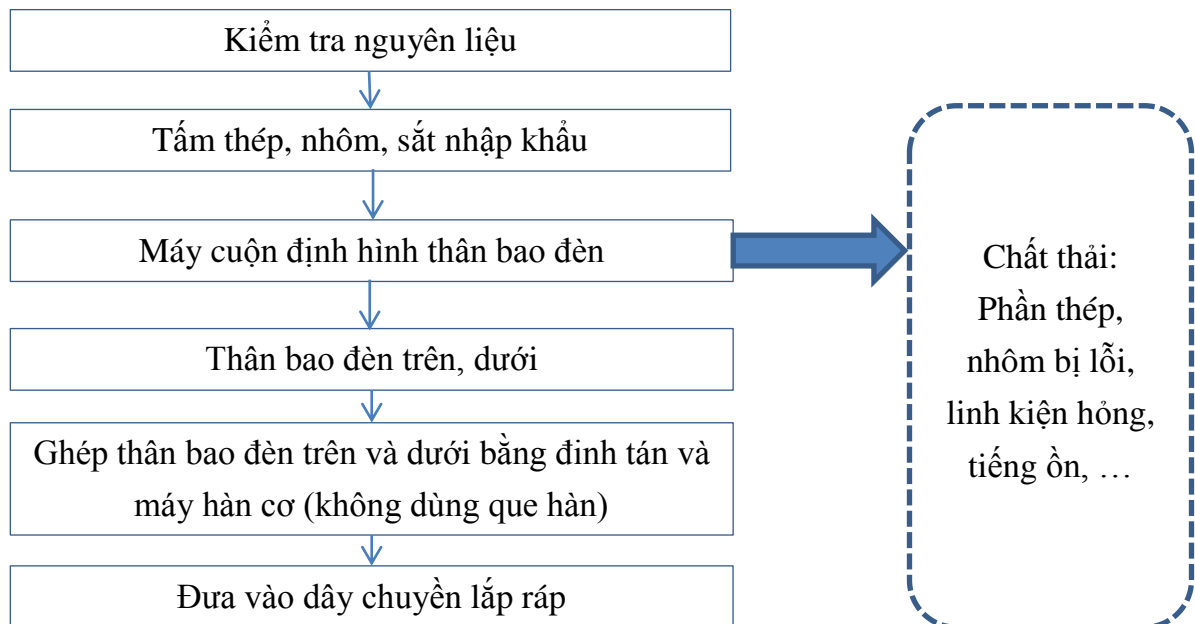 Kiểm tra nguyên liệu
Tấm thép, nhôm, sắt nhập khẩu
Máy cuộn định hình thân bao đèn
Thân bao đèn trên, dưới
Ghép thân bao đèn trên và dưới bằng đinh tán và
máy hàn cơ (không dùng que hàn)
Đưa vào dây chuyền lắp ráp
Chất thải:
Phần thép,
nhôm bị lỗi,
linh kiện hỏng,
tiếng ồn, …